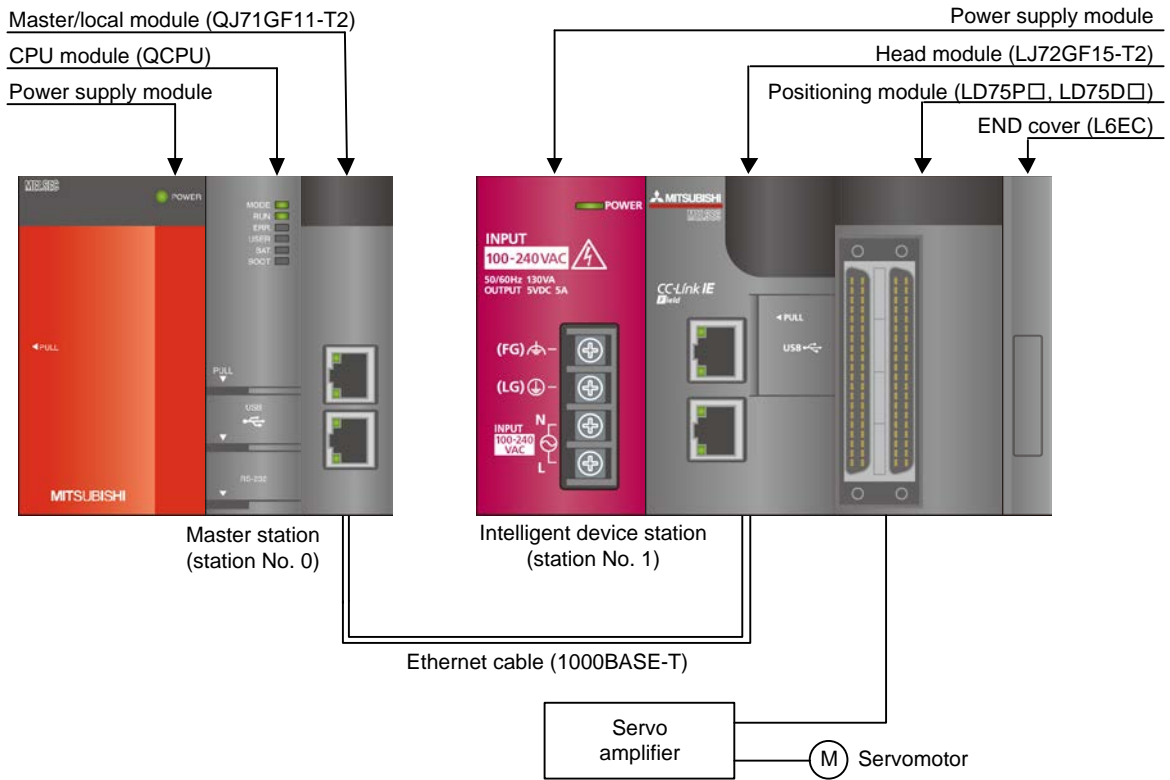 Master/local module (QJ71GF11-T2)
CPU module (QCPU)
Power supply module
Power supply module
Head module (LJ72GF15-T2)
Positioning module (LD75P□, LD75D□)
END cover (L6EC)
MELSEC
POWER
MODE
RUN
ERR.
USER
BAT.
BOOT
◄PULL
PULL
▼
USB
▼
RS-232
▼
MITSUBISHI
POWER
INPUT
100-240 VAC
50/60Hz 130VA
OUTPUT 5VDC 5A
(FG)
(LG)
INPUT
100-240
VAC
N
L
MITSUBISHI
MELSEC
CC-Link IE
Field
◄PULL
USB
Master station
(station No. 0)
Intelligent device station
(station No. 1)
Ethernet cable (1000BASE-T)
Servo
amplifier
M
Servomotor